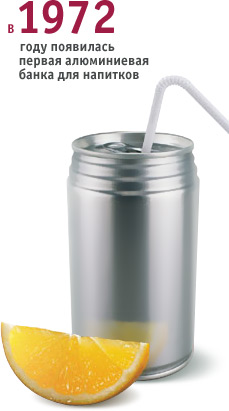 в 1972
году появилась
первая алюминиевая
банка для напитков